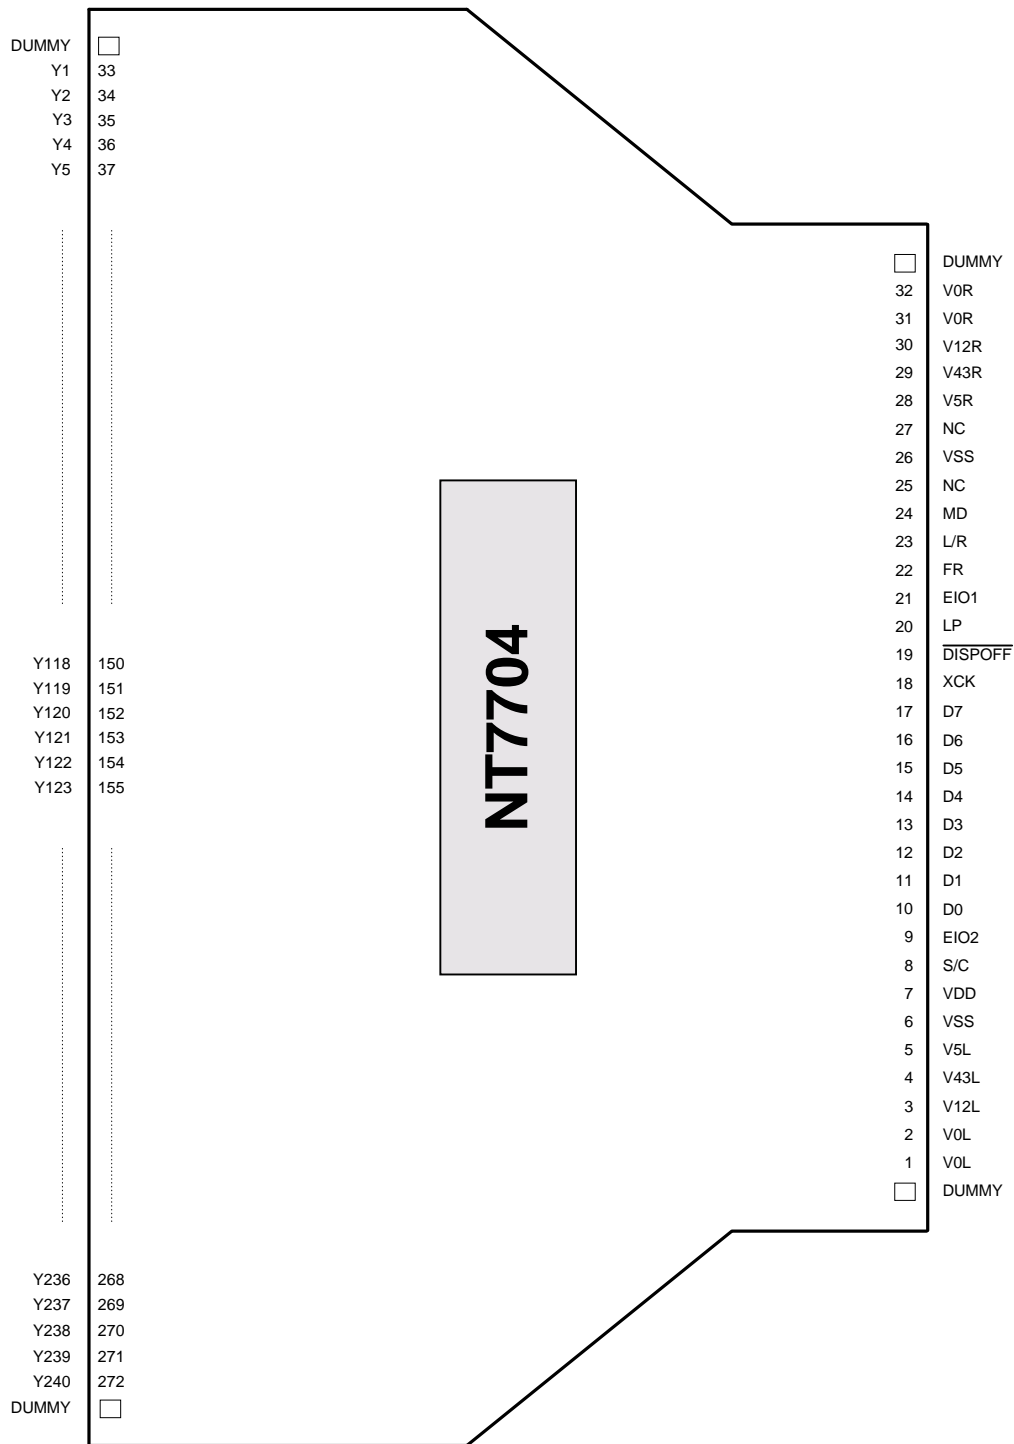 DUMMY
Y1 33
Y2 34
Y3 35
Y4 36
Y5 37
Y118 150
Y119 151
Y120 152
Y121 153
Y122 154
Y123 155
Y236 268
Y237 269
Y238 270
Y239 271
Y240 272
DUMMY
NT7704
DUMMY
32 V0R
31 V0R
30 V12R
29 V43R
28 V5R
27 NC
26 VSS
25 NC
24 MD
23 L/R
22 FR
21 EIO1
20 LP
19 DISPOFF
18 XCK
17 D7
16 D6
15 D5
14 D4
13 D3
12 D2
11 D1
10 D0
9 EIO2
8 S/C
7 VDD
6 VSS
5 V5L
4 V43L
3 V12L
2 V0L
1 V0L
DUMMY